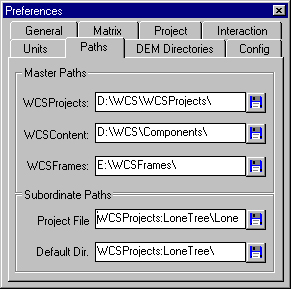 Preferences
General Matrix Project Interaction
Units Paths DEM Directories Config
Master Paths
WCSProjects: D:\WCS\WCSProjects\
WCSContent: D:\WCS\Components\
WCSFrames: E:\WCSFrames\
Subordinate Paths
Project File WCSProjects:LoneTree\Lone
Default Dir. WCSProjects:LoneTree\